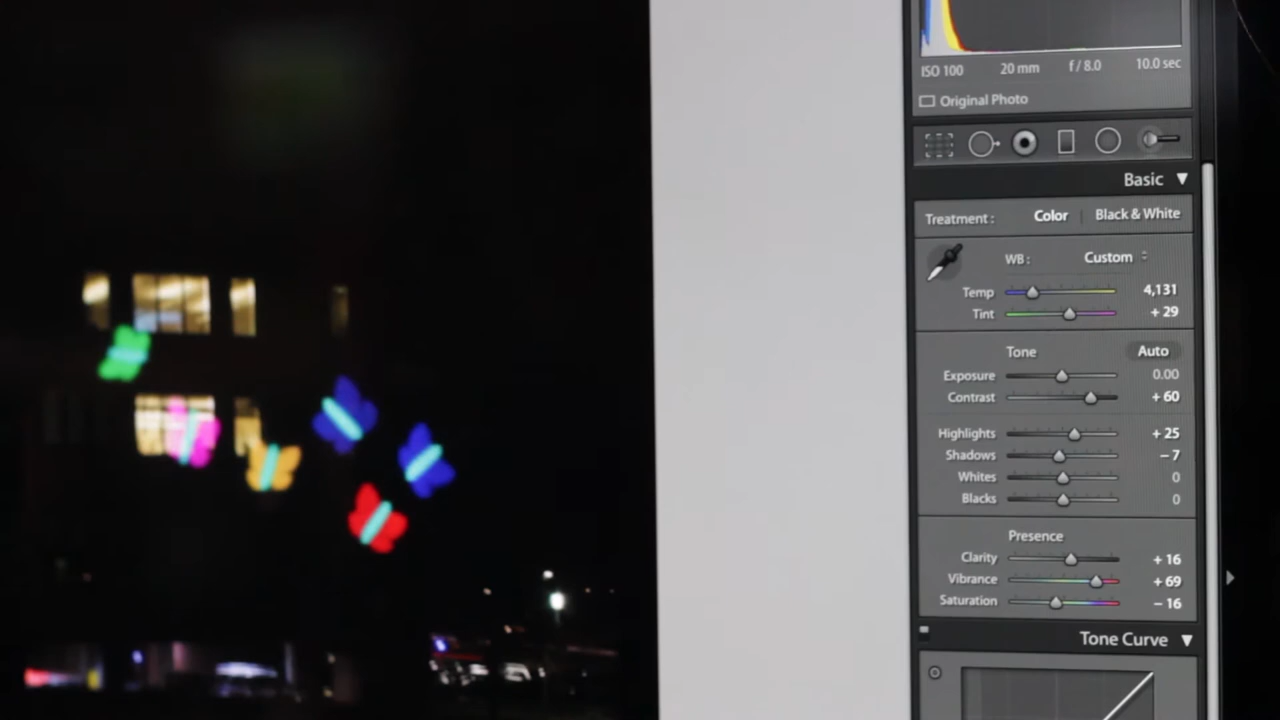 ISO 100 20 mm f / 8.0 10.0 sec
Original Photo
Basic
Treatment : Color | Black & White
WB : Custom
Temp 4,131
Tint + 29
Tone Auto
Exposure 0.00
Contrast + 60
Highlights + 25
Shadows − 7
Whites 0
Blacks 0
Presence
Clarity + 16
Vibrance + 69
Saturation − 16
Tone Curve